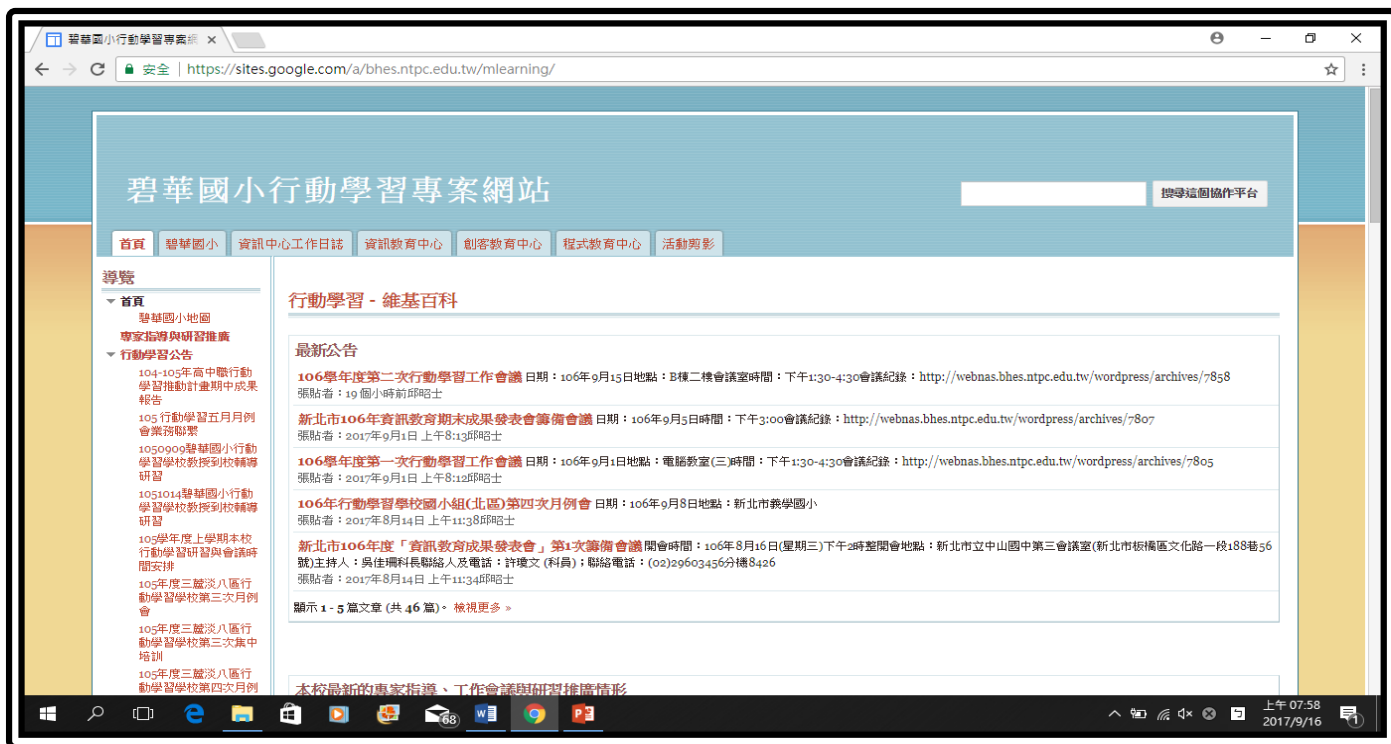 碧華國小行動學習專案網
安全 | https://sites.google.com/a/bhes.ntpc.edu.tw/mlearning/
碧華國小行動學習專案網站
搜尋這個協作平台
首頁 碧華國小 資訊中心工作日誌 資訊教育中心 創客教育中心 程式教育中心 活動剪影
導覽
首頁
碧華國小地圖
專家指導與研習推廣
行動學習公告
104-105年高中職行動
學習推動計畫期中成果
報告
105 行動學習五月月例
會業務聯繫
1050909碧華國小行動
學習學校教授到校輔導
研習
1051014碧華國小行動
學習學校教授到校輔導
研習
105學年度上學期本校
行動學習研習與會議時
間安排
105年度三蘆淡八區行
動學習學校第三次月例
會
105年度三蘆淡八區行
動學習學校第三次集中
培訓
105年度三蘆淡八區行
動學習學校第四次月例
行動學習 - 維基百科
最新公告
106學年度第二次行動學習工作會議 日期：106年9月15日地點：B棟二樓會議室時間：下午1:30-4:30會議紀錄：http://webnas.bhes.ntpc.edu.tw/wordpress/archives/7858
張貼者：19 個小時前邱昭士
新北市106年資訊教育期末成果發表會籌備會議 日期：106年9月5日時間：下午3:00會議紀錄：http://webnas.bhes.ntpc.edu.tw/wordpress/archives/7807
張貼者：2017年9月1日 上午8:13邱昭士
106學年度第一次行動學習工作會議 日期：106年9月1日地點：電腦教室(三)時間：下午1:30-4:30會議紀錄：http://webnas.bhes.ntpc.edu.tw/wordpress/archives/7805
張貼者：2017年9月1日 上午8:12邱昭士
106年行動學習學校國小組(北區)第四次月例會 日期：106年9月8日地點：新北市義學國小
張貼者：2017年8月14日 上午11:38邱昭士
新北市106年度「資訊教育成果發表會」第1次籌備會議 開會時間：106年8月16日(星期三)下午2時整開會地點：新北市立中山國中第三會議室(新北市板橋區文化路一段188巷56
號)主持人：吳佳珊科長聯絡人及電話：許瓊文 (科員)；聯絡電話：(02)29603456分機8426
張貼者：2017年8月14日 上午11:34邱昭士
顯示 1 - 5 篇文章 (共 46 篇)。 檢視更多 »
本校最新的專家指導、工作會議與研習推廣情形
68
上午 07:58
2017/9/16
1